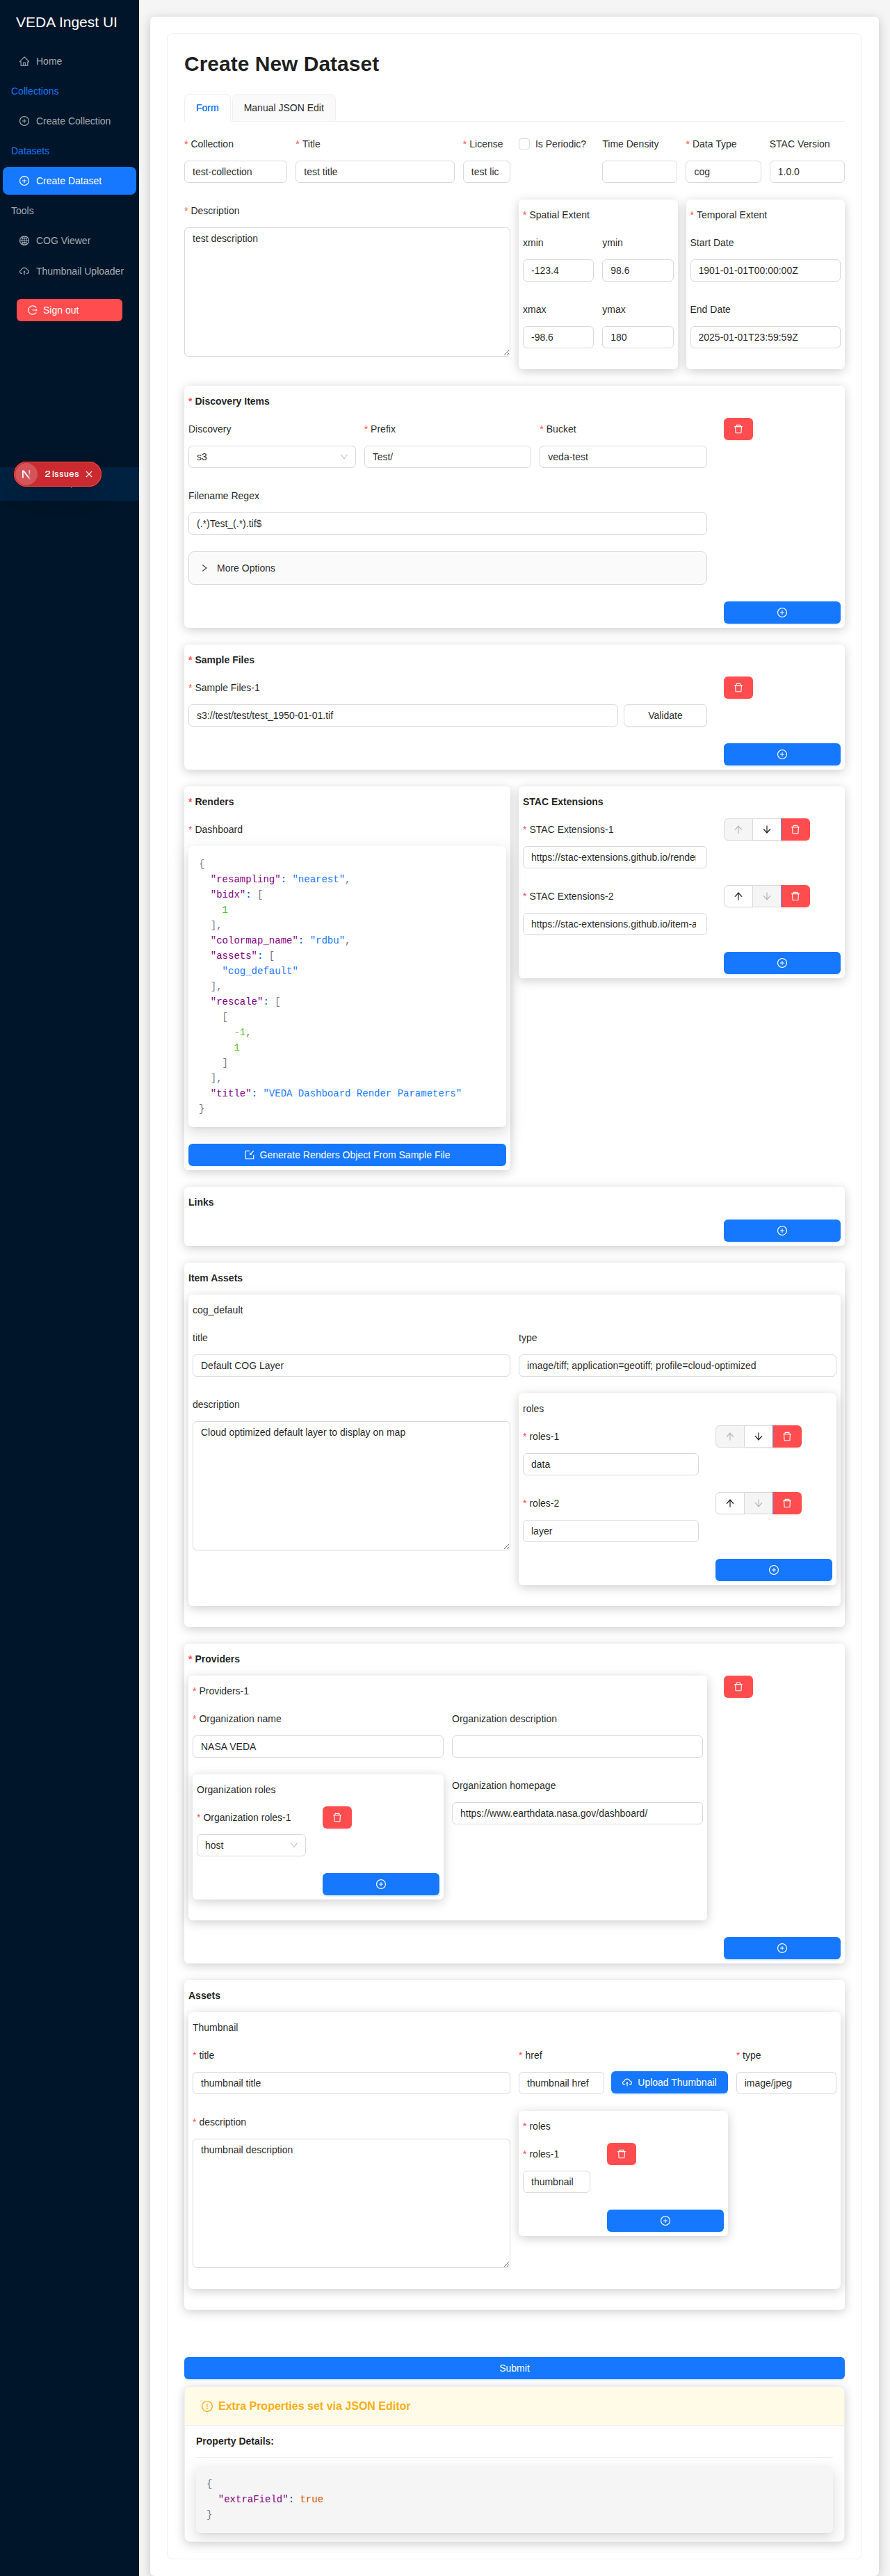 VEDA Ingest UI
Home
Collections
Create Collection
Datasets
Create Dataset
Tools
COG Viewer
Thumbnail Uploader
Sign out
2 Issues
Create New Dataset
Form Manual JSON Edit
* Collection * Title * License Is Periodic? Time Density * Data Type STAC Version
test-collection test title test lic cog 1.0.0
* Description
test description
* Spatial Extent
xmin ymin
-123.4 98.6
xmax ymax
-98.6 180
* Temporal Extent
Start Date
1901-01-01T00:00:00Z
End Date
2025-01-01T23:59:59Z
* Discovery Items
Discovery * Prefix * Bucket
s3 Test/ veda-test
Filename Regex
(.*)Test_(.*).tif$
More Options
* Sample Files
* Sample Files-1
s3://test/test/test_1950-01-01.tif Validate
* Renders
* Dashboard
{
"resampling": "nearest",
"bidx": [
1
],
"colormap_name": "rdbu",
"assets": [
"cog_default"
],
"rescale": [
[
-1,
1
]
],
"title": "VEDA Dashboard Render Parameters"
}
Generate Renders Object From Sample File
STAC Extensions
* STAC Extensions-1
https://stac-extensions.github.io/rende
* STAC Extensions-2
https://stac-extensions.github.io/item-a
Links
Item Assets
cog_default
title type
Default COG Layer image/tiff; application=geotiff; profile=cloud-optimized
description
Cloud optimized default layer to display on map
roles
* roles-1
data
* roles-2
layer
* Providers
* Providers-1
* Organization name Organization description
NASA VEDA
Organization roles
* Organization roles-1
host
Organization homepage
https://www.earthdata.nasa.gov/dashboard/
Assets
Thumbnail
* title * href * type
thumbnail title thumbnail href Upload Thumbnail image/jpeg
* description
thumbnail description
* roles
* roles-1
thumbnail
Submit
Extra Properties set via JSON Editor
Property Details:
{
"extraField": true
}